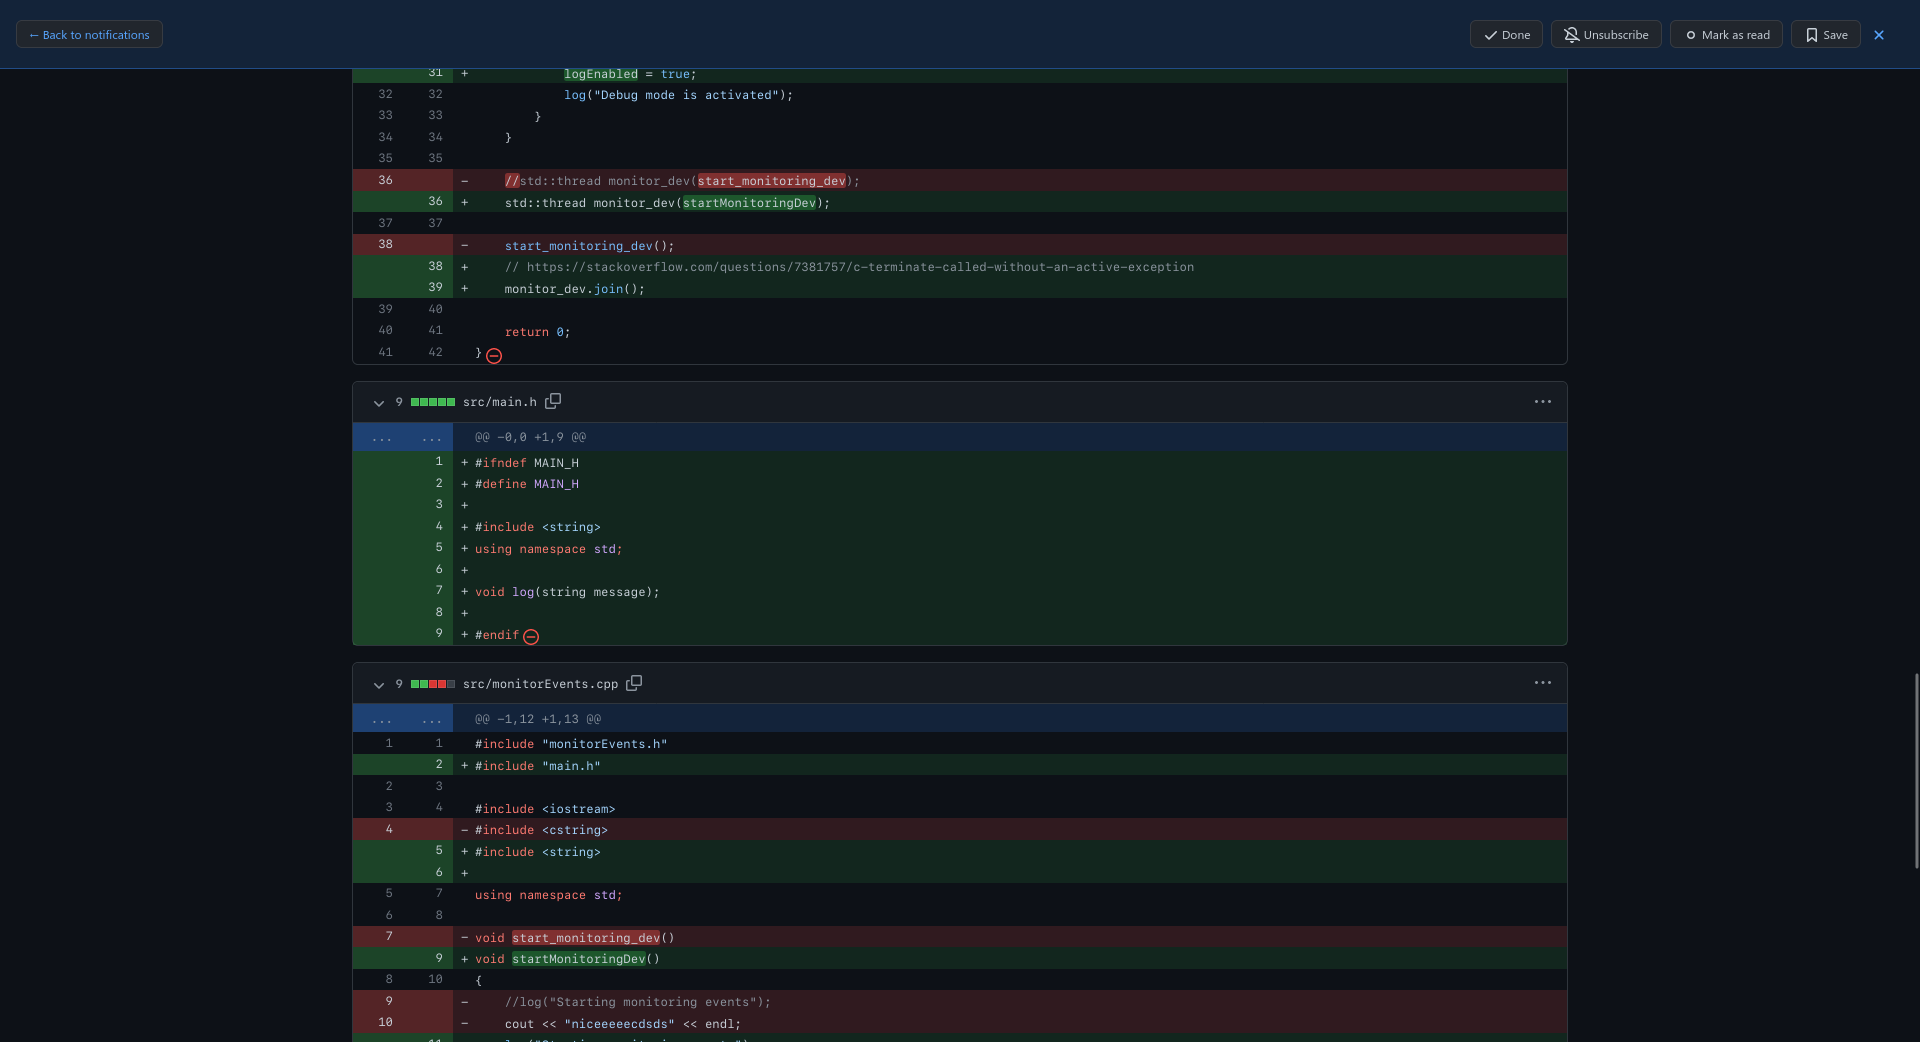 ← Back to notifications
Done
Unsubscribe
Mark as read
Save
31 + logEnabled = true;
32 32 log("Debug mode is activated");
33 33 }
34 34 }
35 35
36 - //std::thread monitor_dev(start_monitoring_dev);
36 + std::thread monitor_dev(startMonitoringDev);
37 37
38 - start_monitoring_dev();
38 + // https://stackoverflow.com/questions/7381757/c-terminate-called-without-an-active-exception
39 + monitor_dev.join();
39 40
40 41 return 0;
41 42 }
9 src/main.h
... ... @@ -0,0 +1,9 @@
1 + #ifndef MAIN_H
2 + #define MAIN_H
3 +
4 + #include <string>
5 + using namespace std;
6 +
7 + void log(string message);
8 +
9 + #endif
9 src/monitorEvents.cpp
... ... @@ -1,12 +1,13 @@
1 1 #include "monitorEvents.h"
2 + #include "main.h"
2 3
3 4 #include <iostream>
4 - #include <cstring>
5 + #include <string>
6 +
5 7 using namespace std;
6 8
7 - void start_monitoring_dev()
9 + void startMonitoringDev()
8 10 {
9 - //log("Starting monitoring events");
10 - cout << "niceeeeecdsds" << endl;